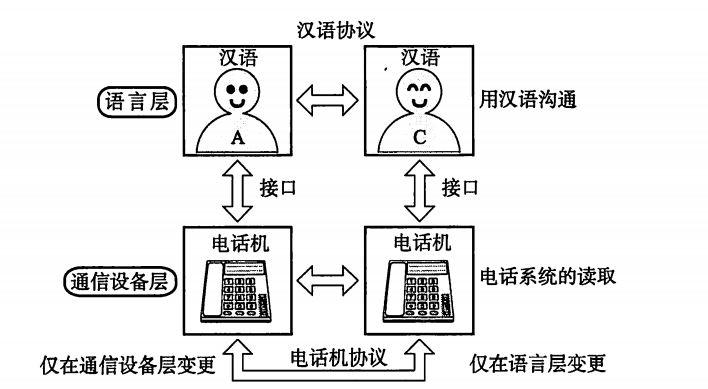 汉语协议
汉语
汉语
语言层
用汉语沟通
A
C
接口
接口
电话机
电话机
通信设备层
电话系统的读取
仅在通信设备层变更
电话机协议
仅在语言层变更